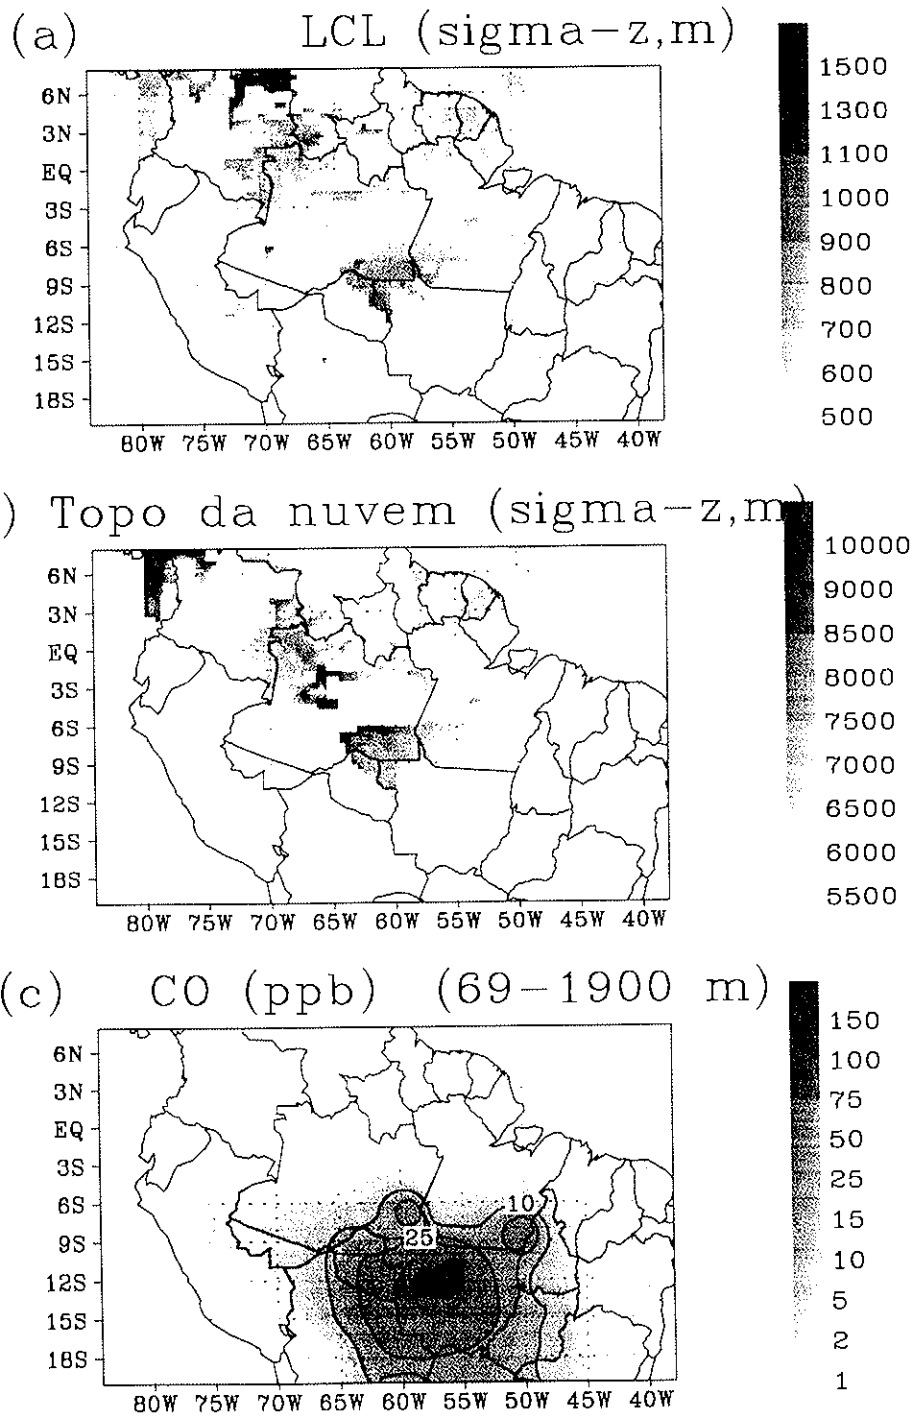 (a) LCL (sigma-z,m)
1500
1300
1100
1000
900
800
700
600
500
6N
3N
EQ
3S
6S
9S
12S
15S
18S
80W 75W 70W 65W 60W 55W 50W 45W 40W
) Topo da nuvem (sigma-z,m)
10000
9000
8500
8000
7500
7000
6500
6000
5500
6N
3N
EQ
3S
6S
9S
12S
15S
18S
80W 75W 70W 65W 60W 55W 50W 45W 40W
(c) CO (ppb) (69-1900 m)
150
100
75
50
25
15
10
5
2
1
6N
3N
EQ
3S
6S
9S
12S
15S
18S
10
25
80W 75W 70W 65W 60W 55W 50W 45W 40W